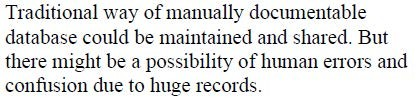 Traditional way of manually documentable
database could be maintained and shared. But
there might be a possibility of human errors and
confusion due to huge records.